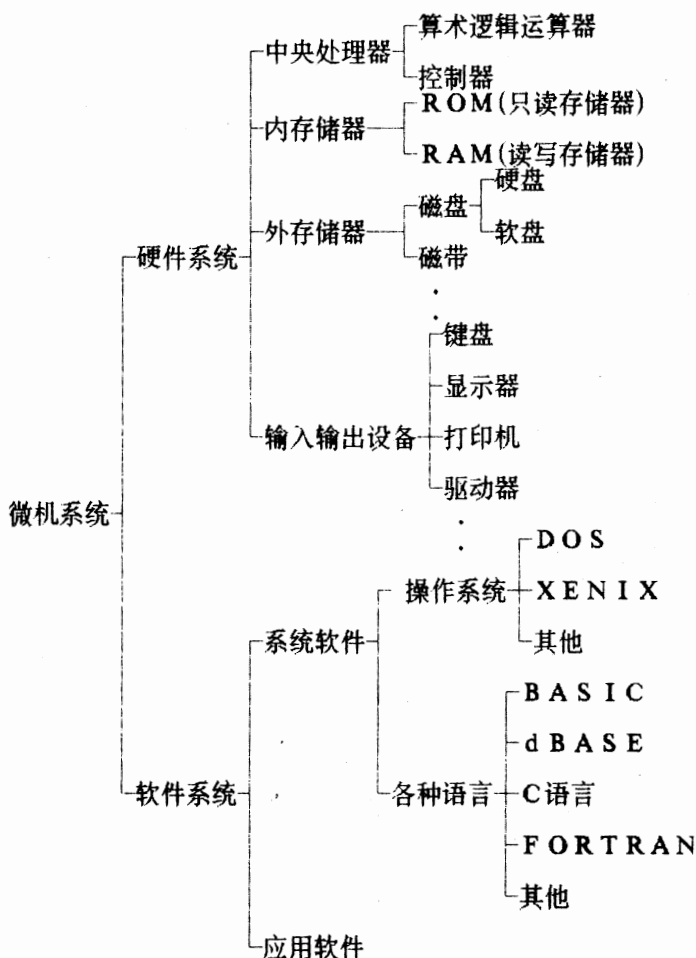 算术逻辑运算器
中央处理器
控制器
ROM(只读存储器)
内存储器
RAM(读写存储器)
硬盘
磁盘
外存储器
软盘
硬件系统
磁带
键盘
显示器
输入输出设备
打印机
驱动器
微机系统
DOS
操作系统
XENIX
系统软件
其他
BASIC
dBASE
软件系统
各种语言
C语言
FORTRAN
其他
应用软件